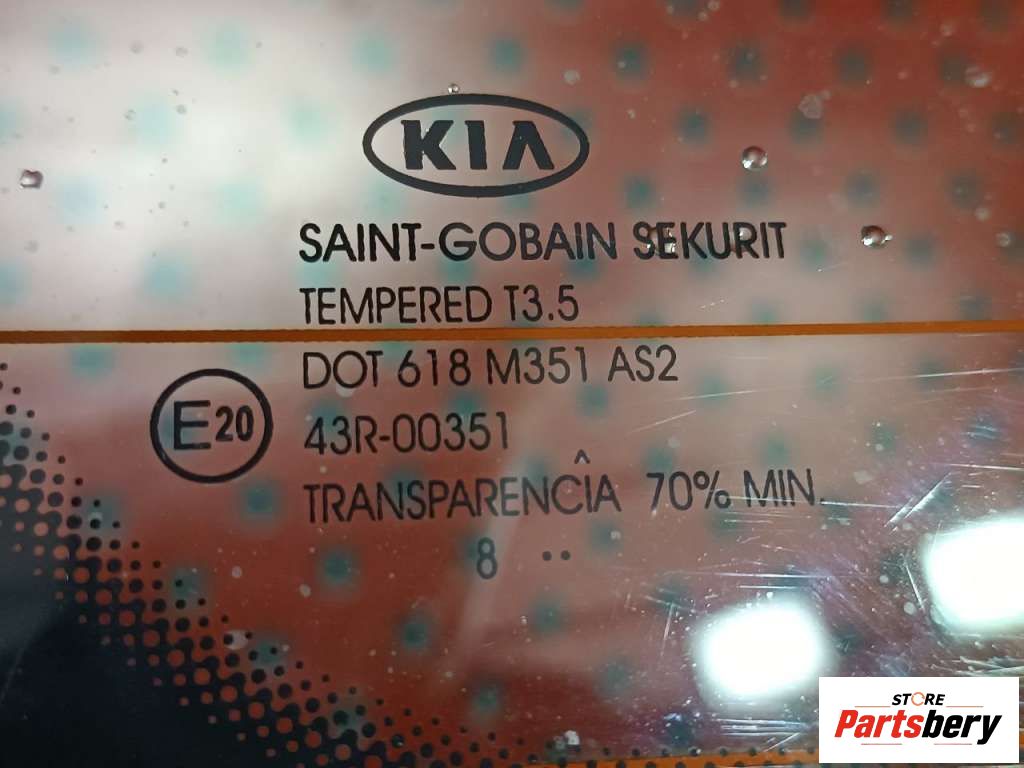 KIA
SAINT-GOBAIN SEKURIT
TEMPERED T3.5
DOT 618 M351 AS2
E20
43R-00351
TRANSPARÊNCIA 70% MIN.
8 ..
STORE
Partsbery